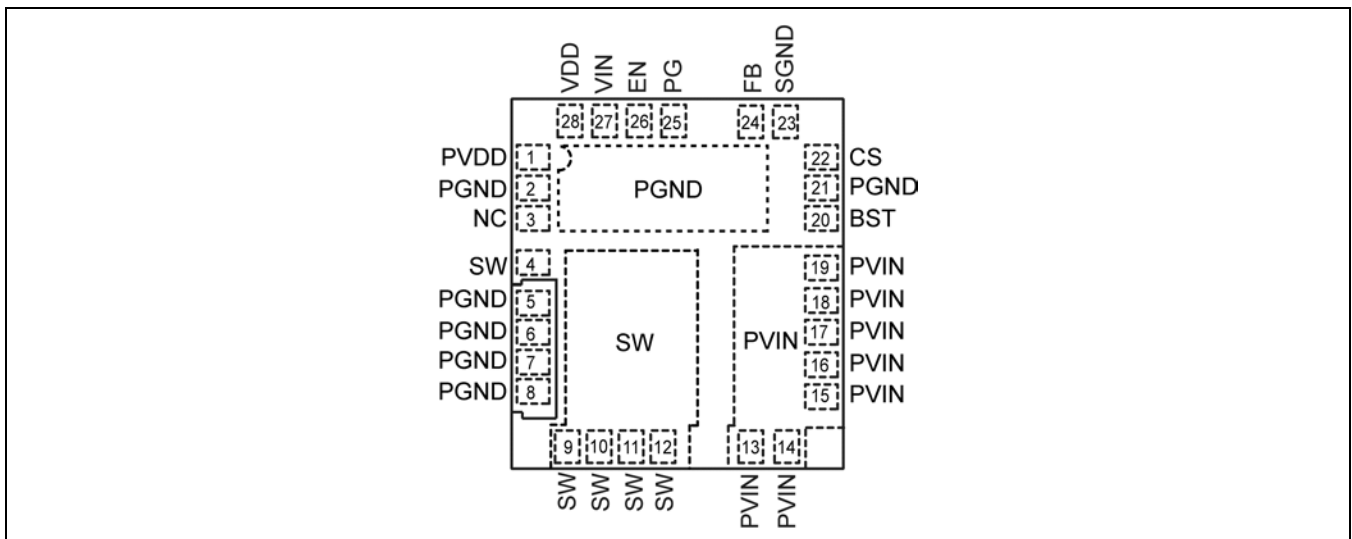 VDD VIN EN PG FB SGND
28 27 26 25 24 23
PVDD 1 22 CS
PGND 2 PGND 21 PGND
NC 3 20 BST
SW 4 19 PVIN
PGND 5 18 PVIN
PGND 6 SW PVIN 17 PVIN
PGND 7 16 PVIN
PGND 8 15 PVIN
9 10 11 12 13 14
SW SW SW SW PVIN PVIN